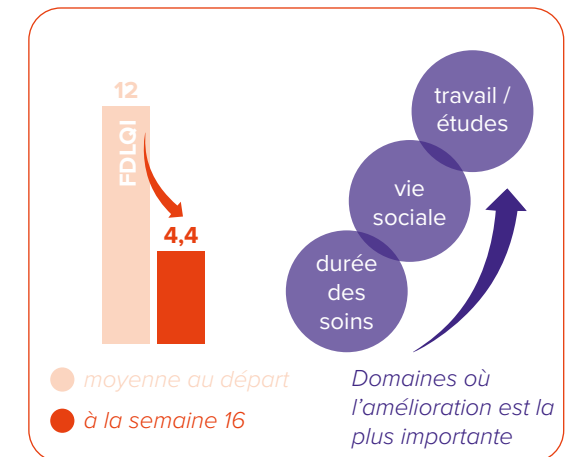 12
FDLQI
4,4
moyenne au départ
à la semaine 16
travail /
études
vie
sociale
durée
des
soins
Domaines où
l’amélioration est la
plus importante